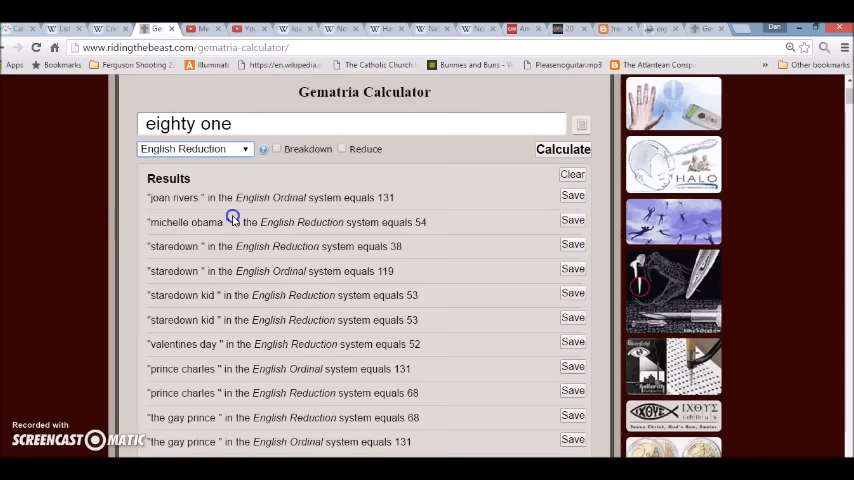 Dan
www.ridingthebeast.com/gematria-calculator/
Apps Bookmarks Ferguson Shooting 2 Illuminati https://en.wikipedia The Catholic Church Bunnies and Buns - V Pleasenoguitar.mp3 The Atlantean Consp » Other bookmarks
Gematria Calculator
eighty one
English Reduction Breakdown Reduce Calculate
Results Clear
"joan rivers " in the English Ordinal system equals 131 Save
"michelle obama the English Reduction system equals 54 Save
"staredown " in the English Reduction system equals 38 Save
"staredown " in the English Ordinal system equals 119 Save
"staredown kid " in the English Reduction system equals 53 Save
"staredown kid " in the English Reduction system equals 53 Save
"valentines day " in the English Reduction system equals 52 Save
"prince charles " in the English Ordinal system equals 131 Save
"prince charles " in the English Reduction system equals 68 Save
"the gay prince " in the English Reduction system equals 68 Save
"the gay prince " in the English Ordinal system equals 131 Save
HALO
ΙΧΘΥΣ
Recorded with
SCREENCAST MATIC